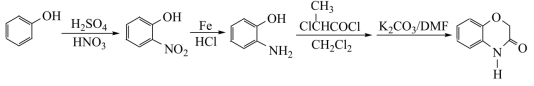 OH
H₂SO₄
HNO₃
OH
NO₂
Fe
HCl
OH
NH₂
CH₃
ClCHCOCl
CH₂Cl₂
K₂CO₃/DMF
O
N
H
O